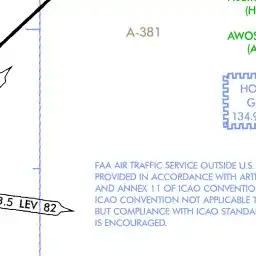 (H
A-381
AWOS
(A
HO
G
134.9
FAA AIR TRAFFIC SERVICE OUTSIDE U.S.
PROVIDED IN ACCORDANCE WITH ART
AND ANNEX 11 OF ICAO CONVENTIO
ICAO CONVENTION NOT APPLICABLE T
BUT COMPLIANCE WITH ICAO STANDA
IS ENCOURAGED.
3.5 LEV 82